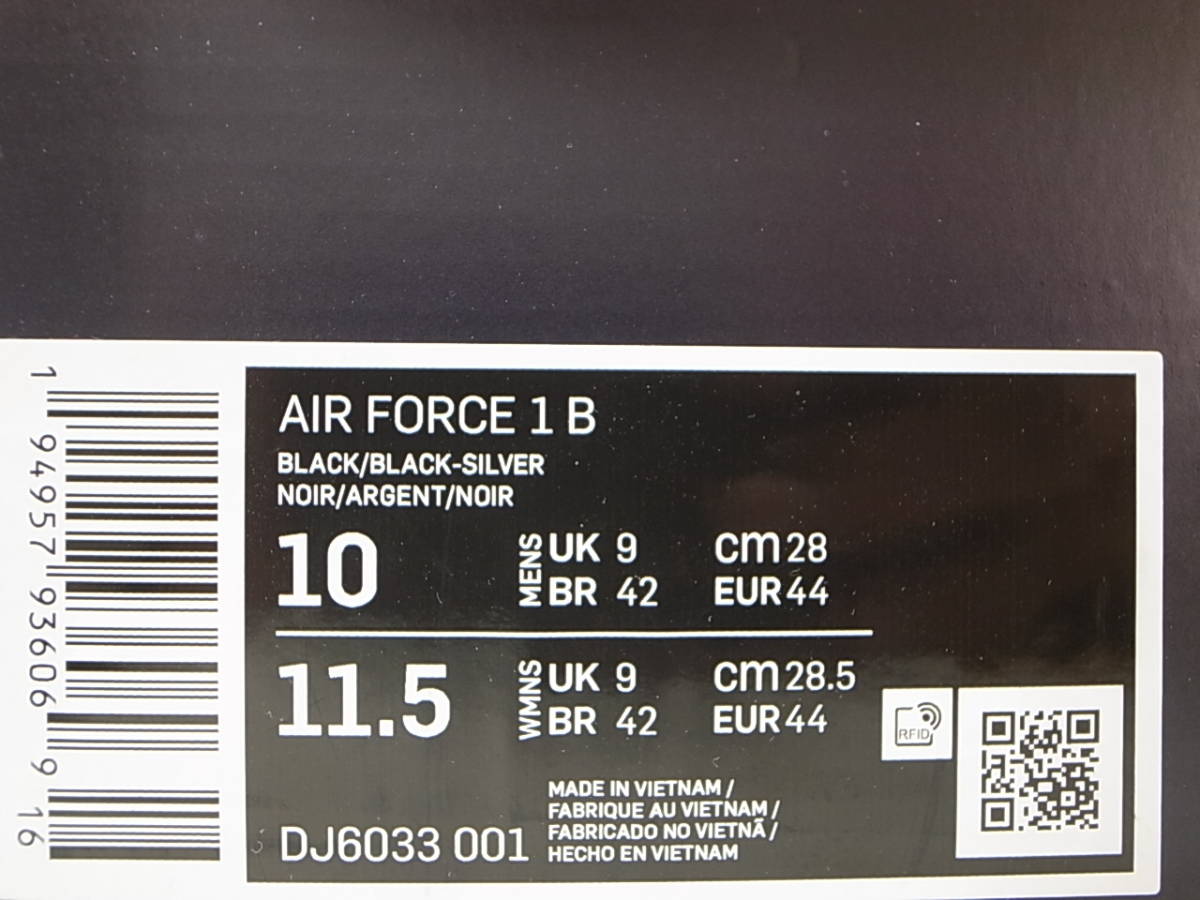 AIR FORCE 1 B
BLACK/BLACK-SILVER
NOIR/ARGENT/NOIR
10
MENS
UK 9 cm 28
BR 42 EUR 44
11.5
WMNS
UK 9 cm 28.5
BR 42 EUR 44
RFID
DJ6033 001
MADE IN VIETNAM /
FABRIQUE AU VIETNAM /
FABRICADO NO VIETNÃ /
HECHO EN VIETNAM
1 94957 93606 9 16